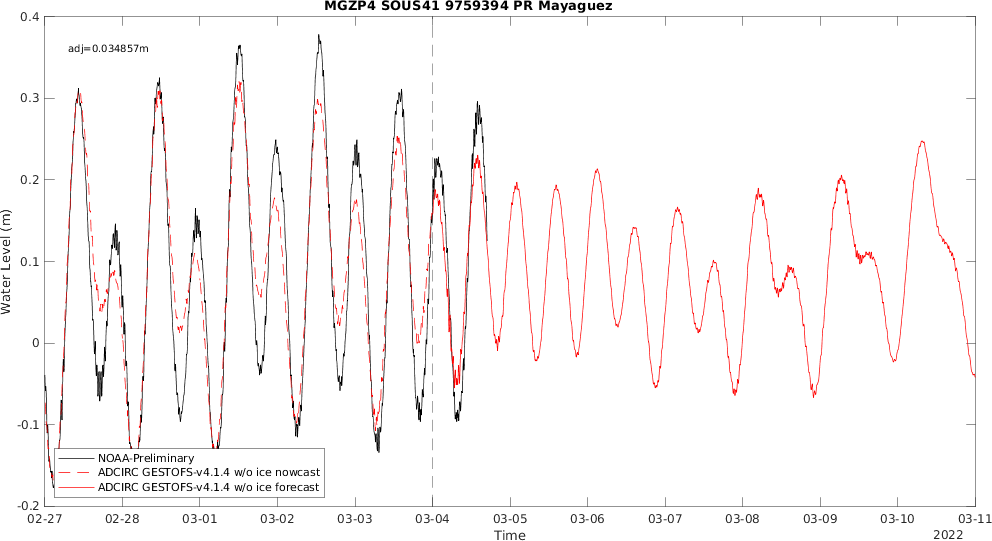 MGZP4 SOUS41 9759394 PR Mayaguez
adj=0.034857m
Water Level (m)
0.4
0.3
0.2
0.1
0
-0.1
-0.2
NOAA-Preliminary
ADCIRC GESTOFS-v4.1.4 w/o ice nowcast
ADCIRC GESTOFS-v4.1.4 w/o ice forecast
02-27 02-28 03-01 03-02 03-03 03-04 03-05 03-06 03-07 03-08 03-09 03-10 03-11
Time
2022